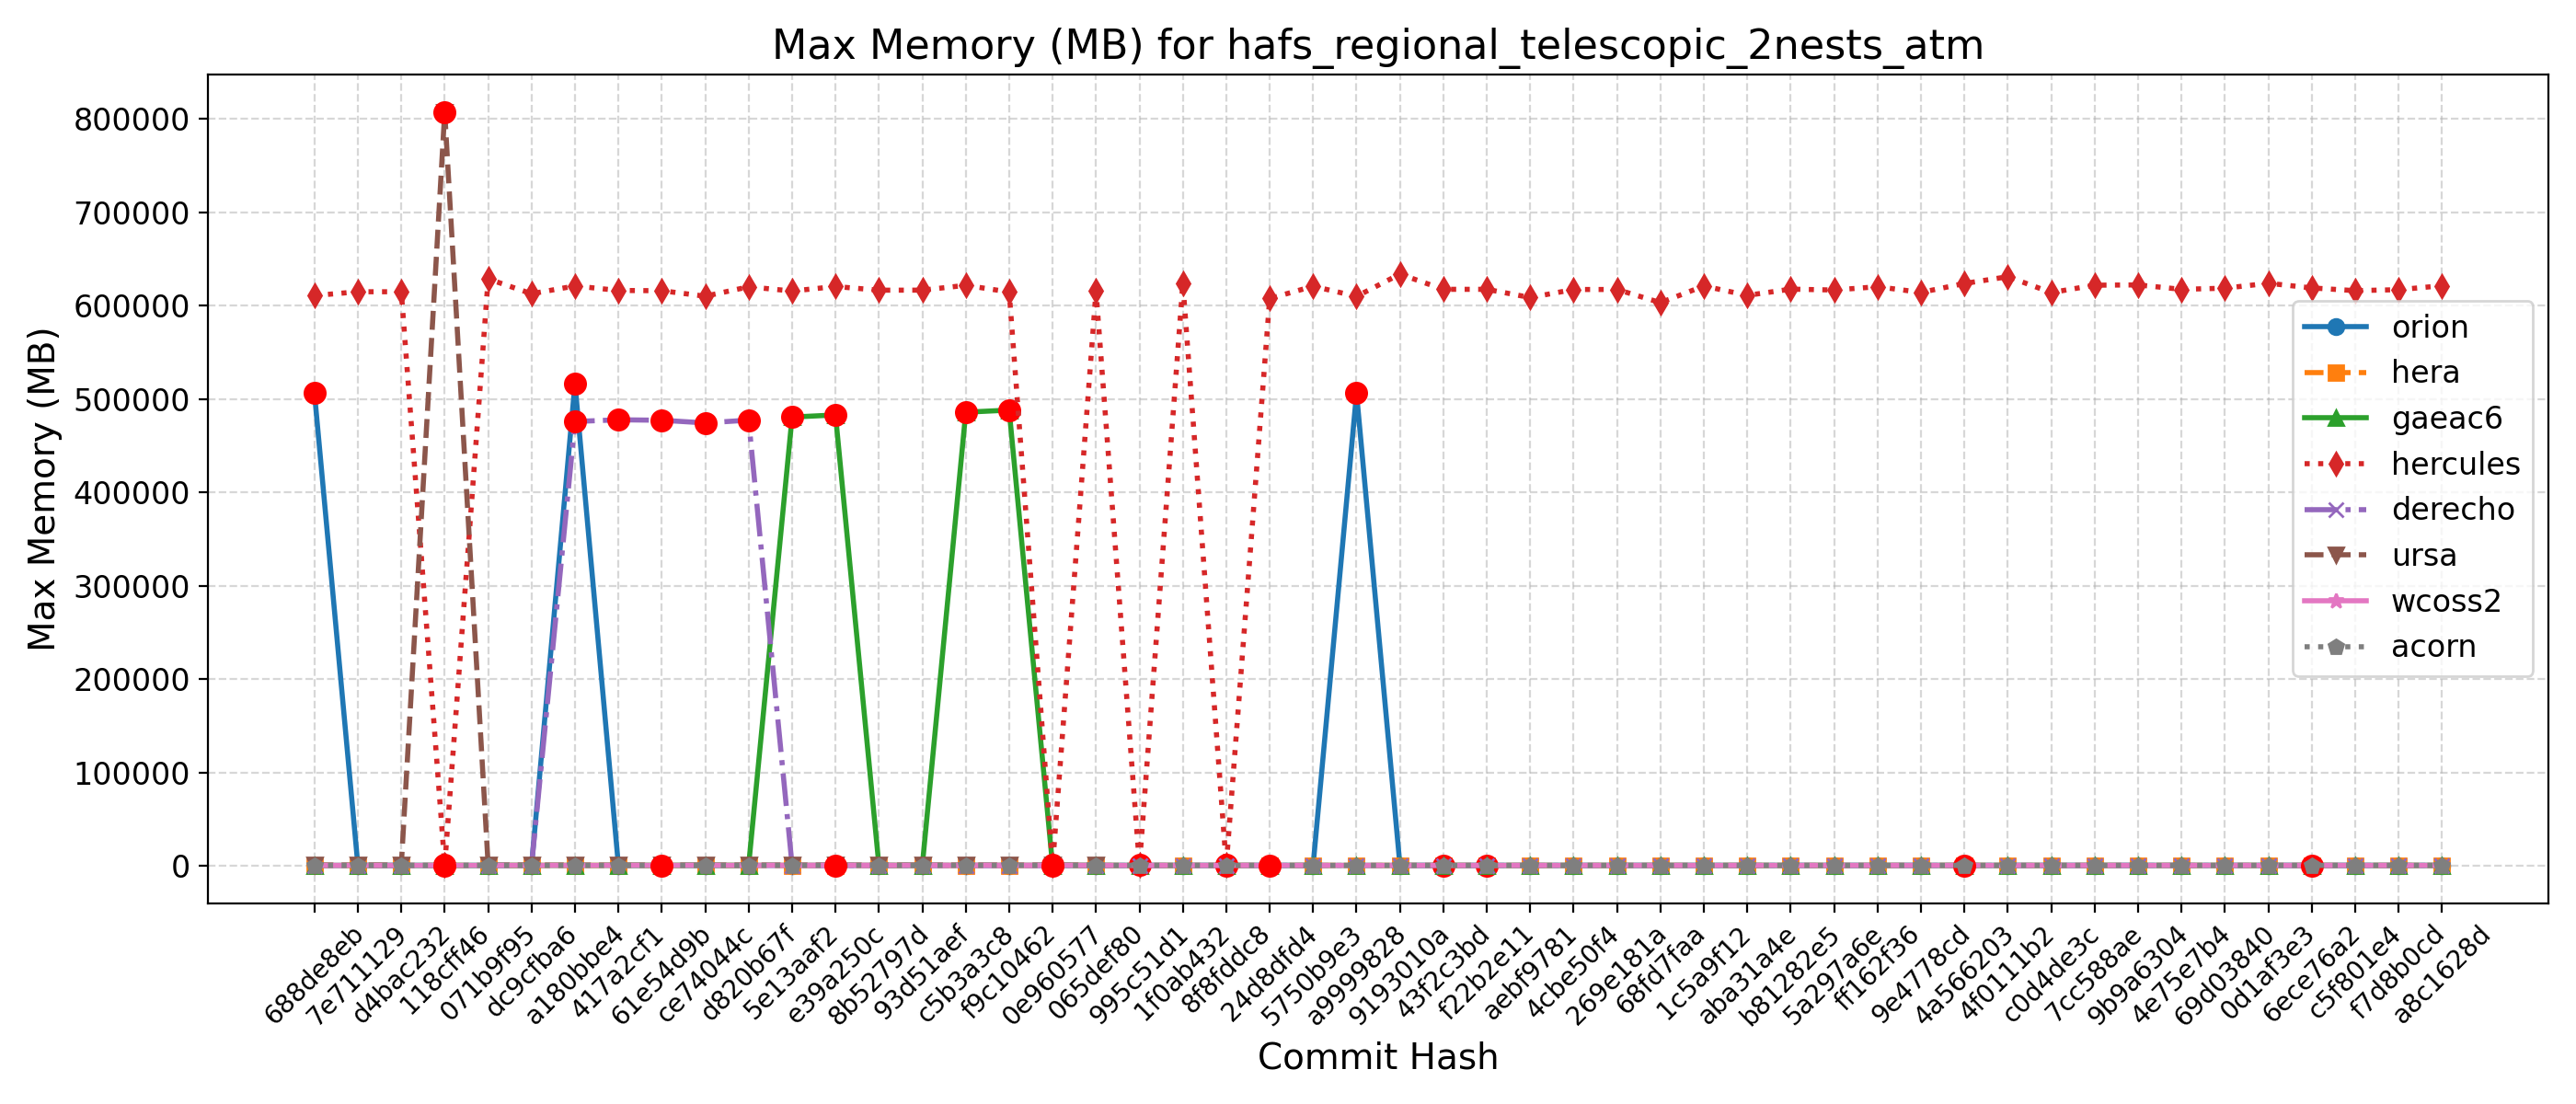 Max Memory (MB) for hafs_regional_telescopic_2nests_atm
Max Memory (MB)
800000
700000
600000
500000
400000
300000
200000
100000
0
orion
hera
gaeac6
hercules
derecho
ursa
wcoss2
acorn
688de8eb
7e711129
d4bac232
118cff46
071b9f95
dc9cfba6
a180bbe4
417a2cf1
61e54d9b
ce74044c
d820b67f
5e13aaf2
e39a250c
8b52797d
93d51aef
c5b3a3c8
f9c10462
0e960577
065def80
995c51d1
1f0ab432
8f8fddc8
24d8dfd4
5750b9e3
a9999828
9193010a
43f2c3bd
f22b2e11
aebf9781
4cbe50f4
269e181a
68fd7faa
1c5a9f12
aba31a4e
b81282e5
5a297a6e
ff162f36
9e4778cd
4a566203
4f0111b2
c0d4de3c
7cc588ae
9b9a6304
4e75e7b4
69d03840
0d1af3e3
6ece76a2
c5f801e4
f7d8b0cd
a8c1628d
Commit Hash